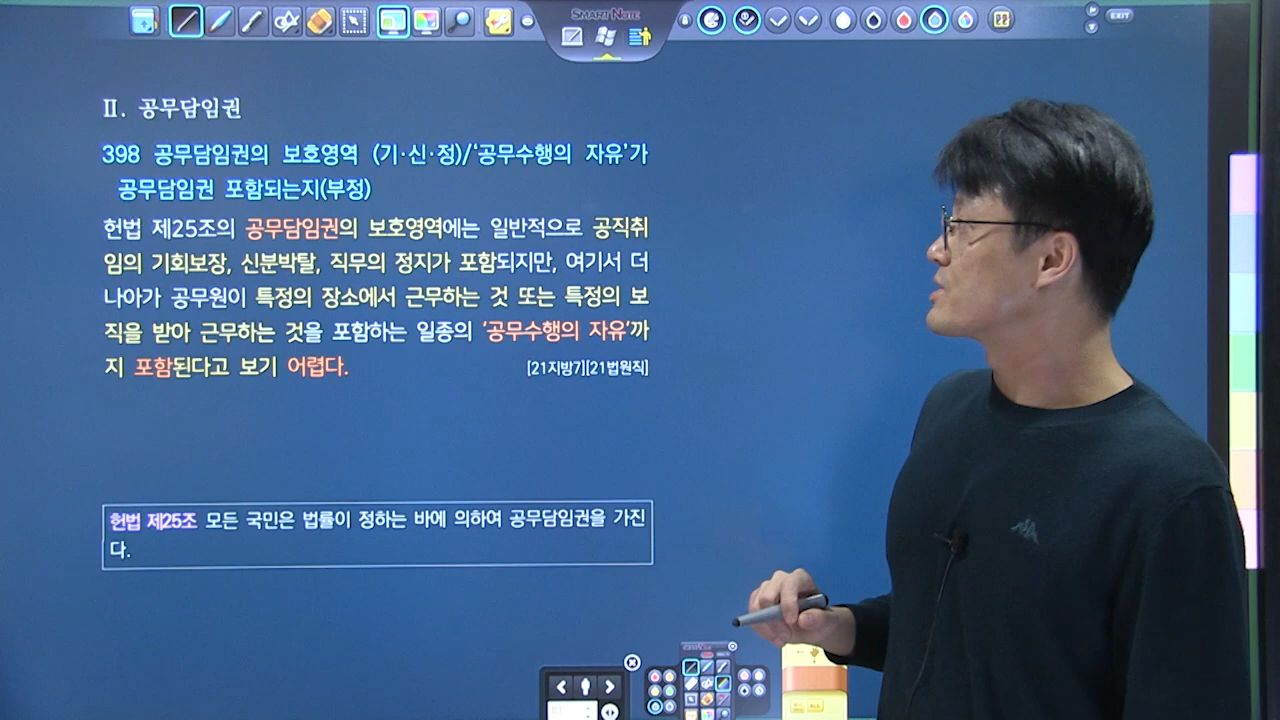 SMART NOTE
EXIT
Ⅱ. 공무담임권
398 공무담임권의 보호영역 (기·신·정)/‘공무수행의 자유’가
공무담임권 포함되는지(부정)
헌법 제25조의 공무담임권의 보호영역에는 일반적으로 공직취
임의 기회보장, 신분박탈, 직무의 정지가 포함되지만, 여기서 더
나아가 공무원이 특정의 장소에서 근무하는 것 또는 특정의 보
직을 받아 근무하는 것을 포함하는 일종의 ‘공무수행의 자유’까
지 포함된다고 보기 어렵다. [21지방7][21법원직]
헌법 제25조 모든 국민은 법률이 정하는 바에 의하여 공무담임권을 가진
다.